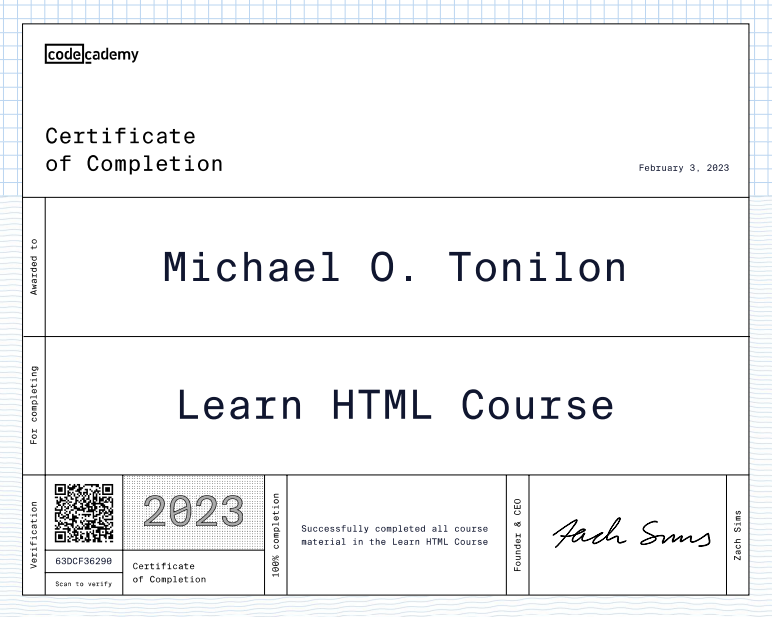 codecademy
Certificate
of Completion
February 3, 2023
Awarded to
Michael O. Tonilon
For completing
Learn HTML Course
Verification
63DCF36290
Scan to verify
2023
Certificate
of Completion
100% completion
Successfully completed all course
material in the Learn HTML Course
Founder & CEO
Zach Sims
Zach Sims